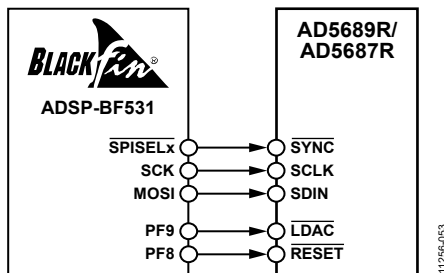 BLACKfin®
ADSP-BF531
SPISELx
SCK
MOSI
PF9
PF8
AD5689R/
AD5687R
SYNC
SCLK
SDIN
LDAC
RESET
11256-053